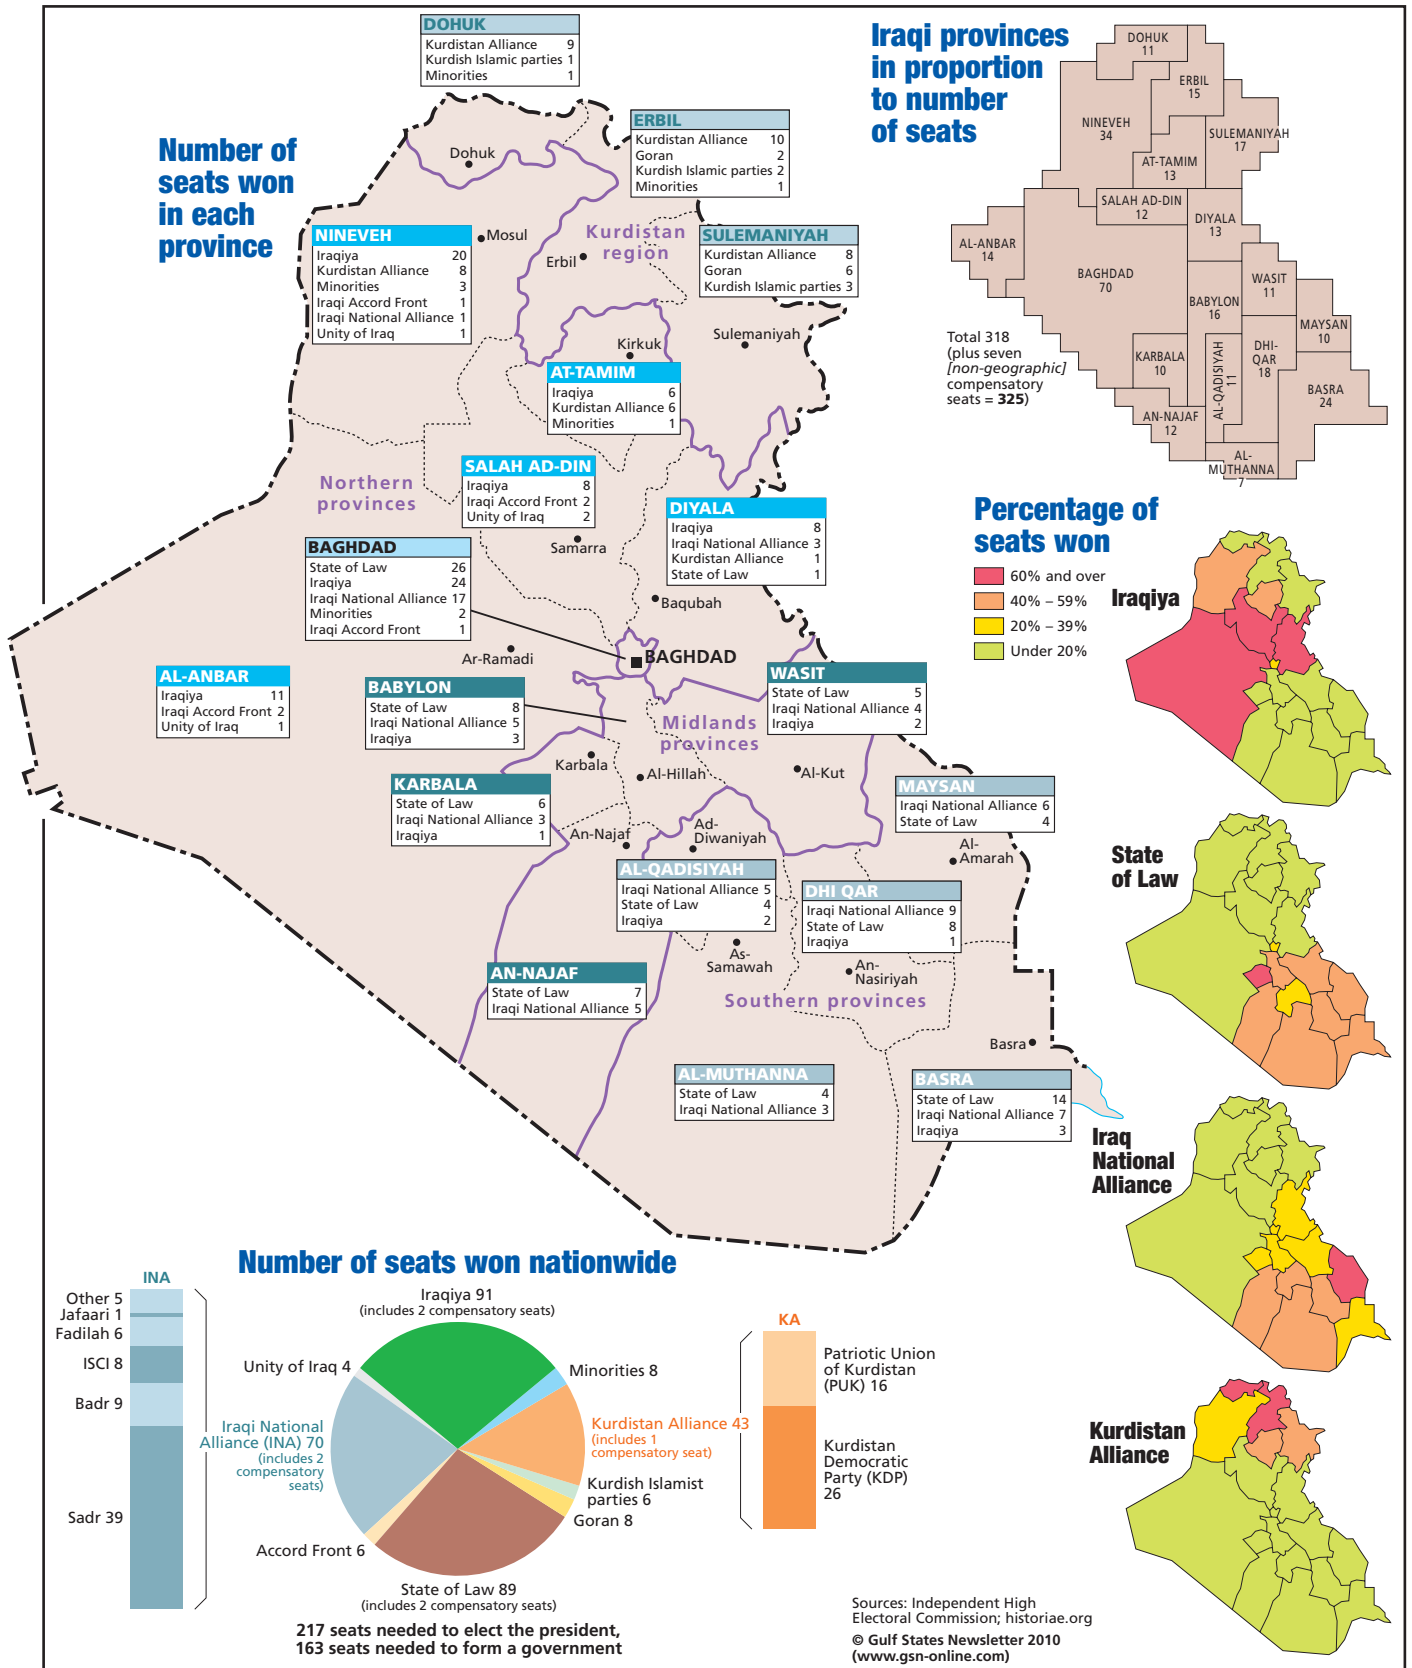 Number of
seats won
in each
province
DOHUK
Kurdistan Alliance 9
Kurdish Islamic parties 1
Minorities 1
ERBIL
Kurdistan Alliance 10
Goran 2
Kurdish Islamic parties 2
Minorities 1
SULEMANIYAH
Kurdistan Alliance 8
Goran 6
Kurdish Islamic parties 3
NINEVEH
Iraqiya 20
Kurdistan Alliance 8
Minorities 3
Iraqi Accord Front 1
Iraqi National Alliance 1
Unity of Iraq 1
AT-TAMIM
Iraqiya 6
Kurdistan Alliance 6
Minorities 1
SALAH AD-DIN
Iraqiya 8
Iraqi Accord Front 2
Unity of Iraq 2
DIYALA
Iraqiya 8
Iraqi National Alliance 3
Kurdistan Alliance 1
State of Law 1
BAGHDAD
State of Law 26
Iraqiya 24
Iraqi National Alliance 17
Minorities 2
Iraqi Accord Front 1
AL-ANBAR
Iraqiya 11
Iraqi Accord Front 2
Unity of Iraq 1
BABYLON
State of Law 8
Iraqi National Alliance 5
Iraqiya 3
WASIT
State of Law 5
Iraqi National Alliance 4
Iraqiya 2
KARBALA
State of Law 6
Iraqi National Alliance 3
Iraqiya 1
MAYSAN
Iraqi National Alliance 6
State of Law 4
AL-QADISIYAH
Iraqi National Alliance 5
State of Law 4
Iraqiya 2
DHI QAR
Iraqi National Alliance 9
State of Law 8
Iraqiya 1
AN-NAJAF
State of Law 7
Iraqi National Alliance 5
AL-MUTHANNA
State of Law 4
Iraqi National Alliance 3
BASRA
State of Law 14
Iraqi National Alliance 7
Iraqiya 3
Dohuk
Mosul
Erbil
Kurdistan
region
Kirkuk
Sulemaniyah
Northern
provinces
Samarra
Baqubah
Ar-Ramadi
BAGHDAD
Midlands
provinces
Karbala
Al-Hillah
Al-Kut
An-Najaf
Ad-
Diwaniyah
Al-
Amarah
As-
Samawah
An-
Nasiriyah
Southern provinces
Basra
Iraqi provinces
in proportion
to number
of seats
DOHUK
11
ERBIL
15
NINEVEH
34
SULEMANIYAH
17
AT-TAMIM
13
SALAH AD-DIN
12
DIYALA
13
AL-ANBAR
14
BAGHDAD
70
WASIT
11
BABYLON
16
MAYSAN
10
KARBALA
10
AL-QADISIYAH
11
DHI-
QAR
18
BASRA
24
AN-NAJAF
12
AL-
MUTHANNA
7
Total 318
(plus seven
[non-geographic]
compensatory
seats = 325)
Percentage of
seats won
60% and over
40% – 59%
20% – 39%
Under 20%
Iraqiya
State
of Law
Iraq
National
Alliance
Kurdistan
Alliance
Number of seats won nationwide
INA
Other 5
Jafaari 1
Fadilah 6
ISCI 8
Badr 9
Sadr 39
Iraqiya 91
(includes 2 compensatory seats)
Unity of Iraq 4
Minorities 8
Iraqi National
Alliance (INA) 70
(includes 2
compensatory
seats)
Kurdistan Alliance 43
(includes 1
compensatory seat)
Kurdish Islamist
parties 6
Goran 8
Accord Front 6
State of Law 89
(includes 2 compensatory seats)
217 seats needed to elect the president,
163 seats needed to form a government
KA
Patriotic Union
of Kurdistan
(PUK) 16
Kurdistan
Democratic
Party (KDP)
26
Sources: Independent High
Electoral Commission; historiae.org
© Gulf States Newsletter 2010
(www.gsn-online.com)